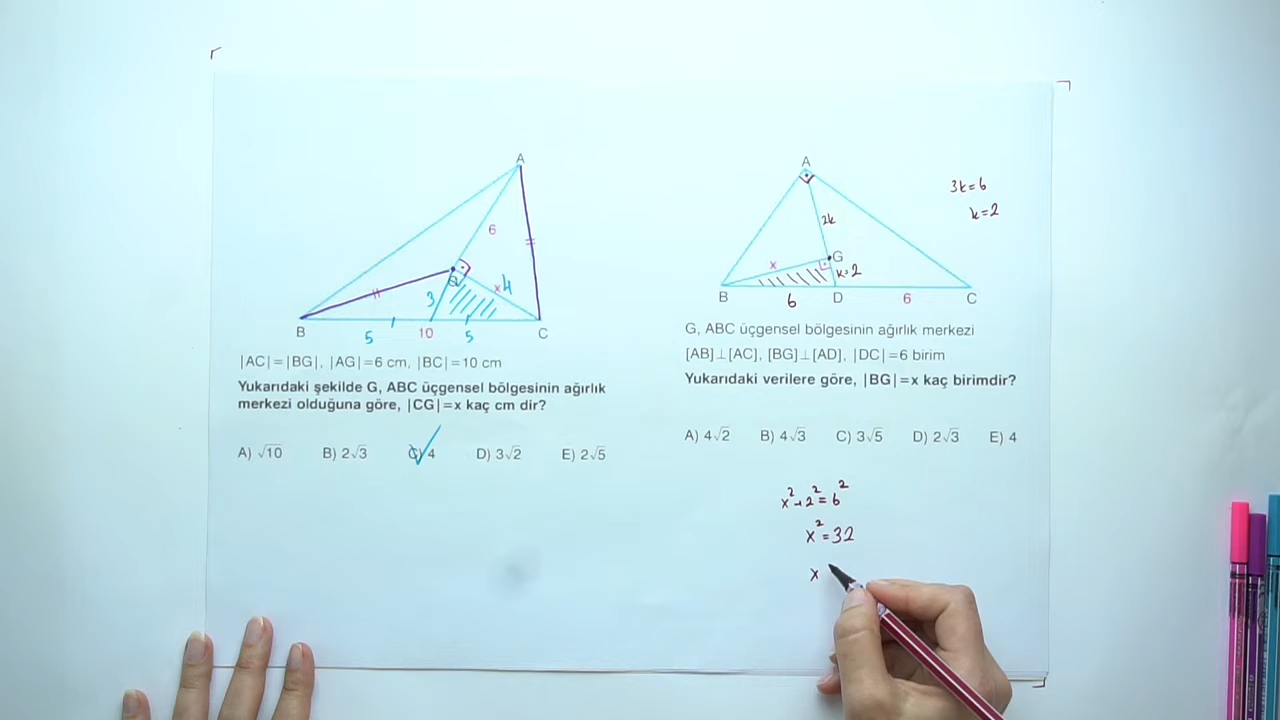 A
6
G
x 4
3
B
5
10
5
C
|AC|=|BG|, |AG|=6 cm, |BC|=10 cm
Yukarıdaki şekilde G, ABC üçgensel bölgesinin ağırlık
merkezi olduğuna göre, |CG|=x kaç cm dir?
A) √10 B) 2√3 C) 4 D) 3√2 E) 2√5
A
3k=6
k=2
2k
G
x
k=2
B
6
D
6
C
G, ABC üçgensel bölgesinin ağırlık merkezi
[AB]⊥[AC], [BG]⊥[AD], |DC|=6 birim
Yukarıdaki verilere göre, |BG|=x kaç birimdir?
A) 4√2 B) 4√3 C) 3√5 D) 2√3 E) 4
x²+2²=6²
x²=32
x